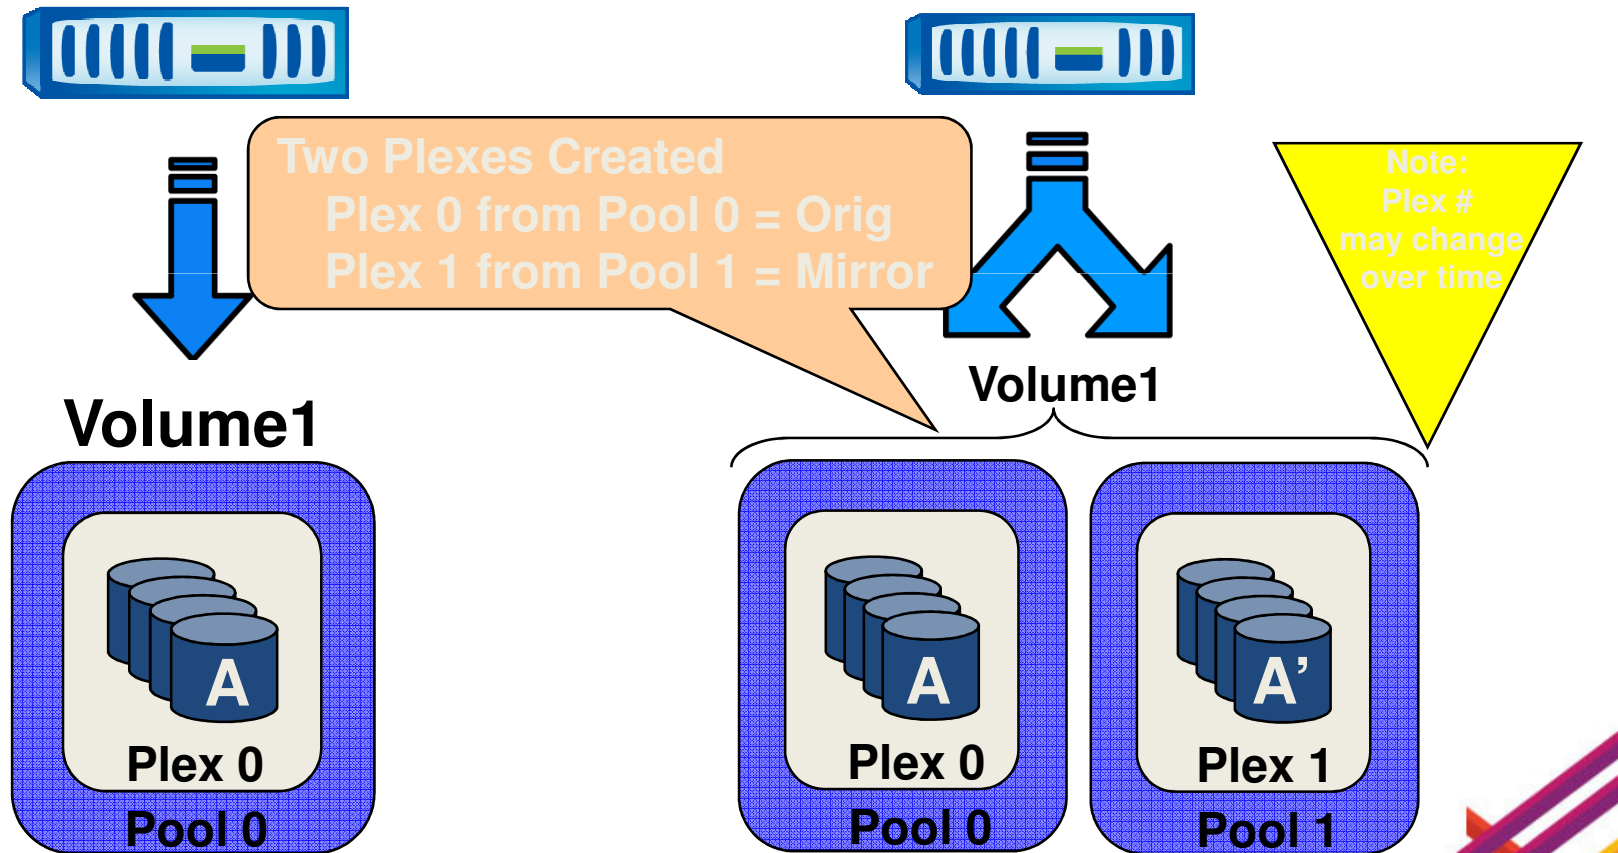 Two Plexes Created
Plex 0 from Pool 0 = Orig
Plex 1 from Pool 1 = Mirror
Note:
Plex #
may change
over time
Volume1
A
Plex 0
Pool 0
Volume1
A
Plex 0
Pool 0
A’
Plex 1
Pool 1